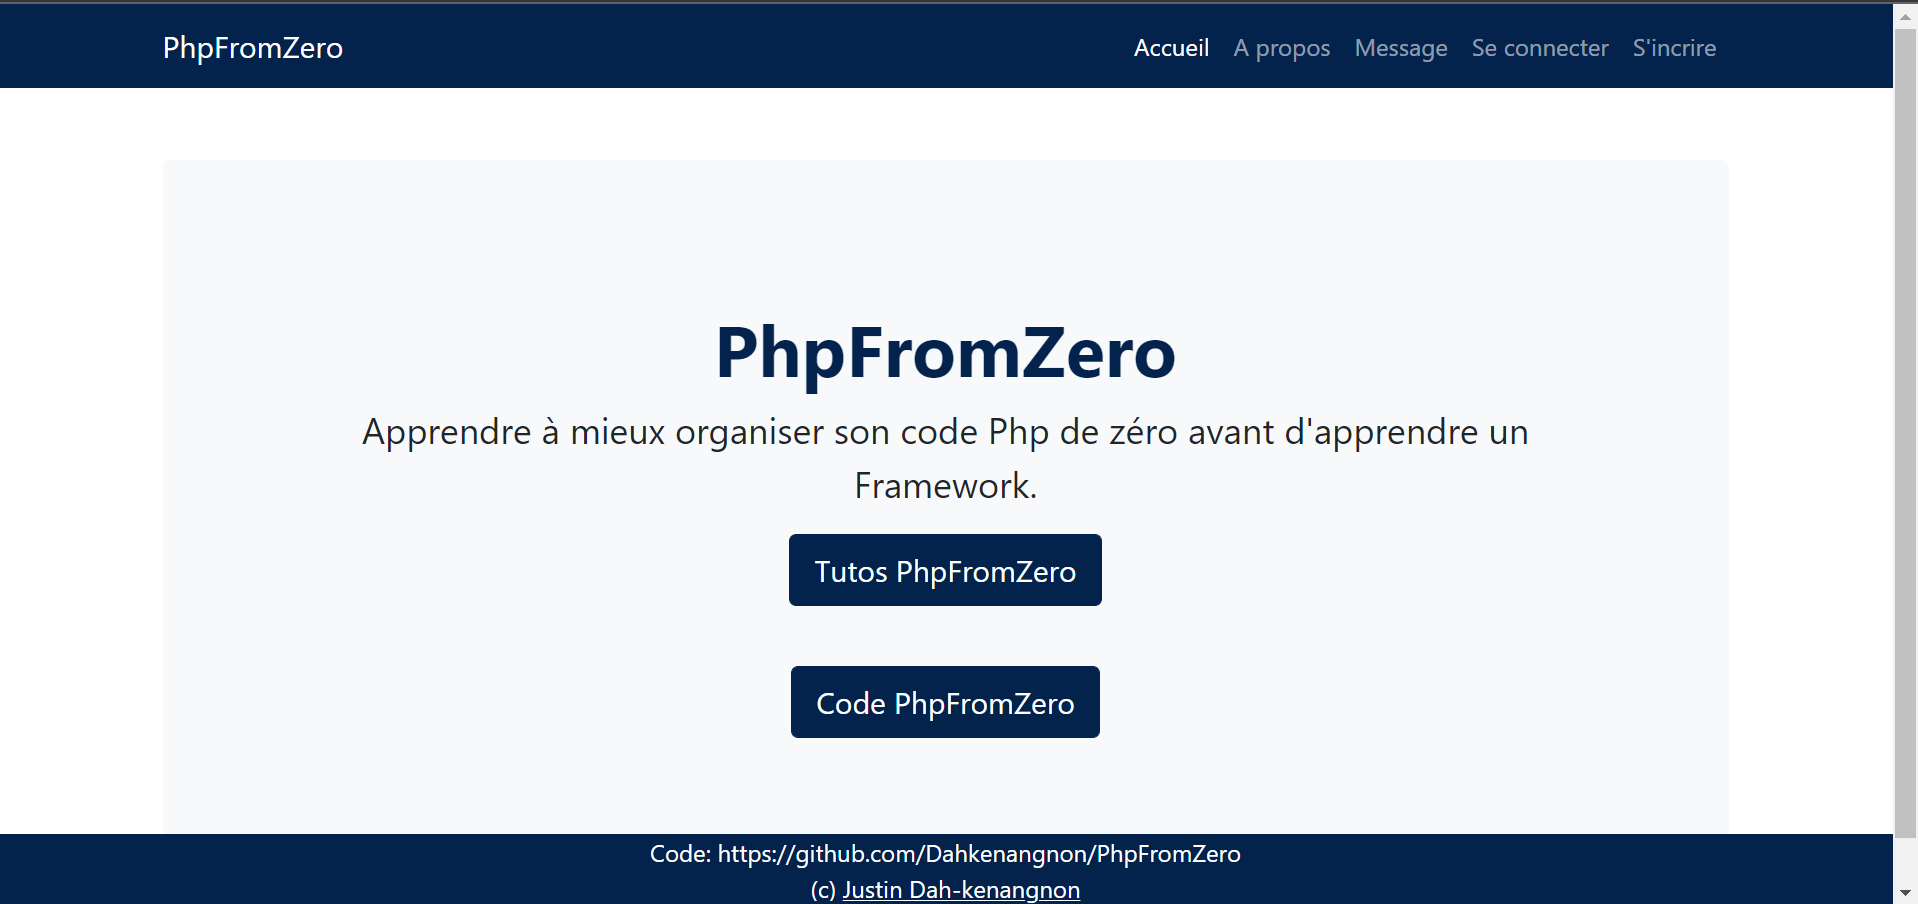 PhpFromZero
Accueil A propos Message Se connecter S'incrire
PhpFromZero
Apprendre à mieux organiser son code Php de zéro avant d'apprendre un
Framework.
Tutos PhpFromZero
Code PhpFromZero
Code: https://github.com/Dahkenangnon/PhpFromZero
(c) Justin Dah-kenangnon